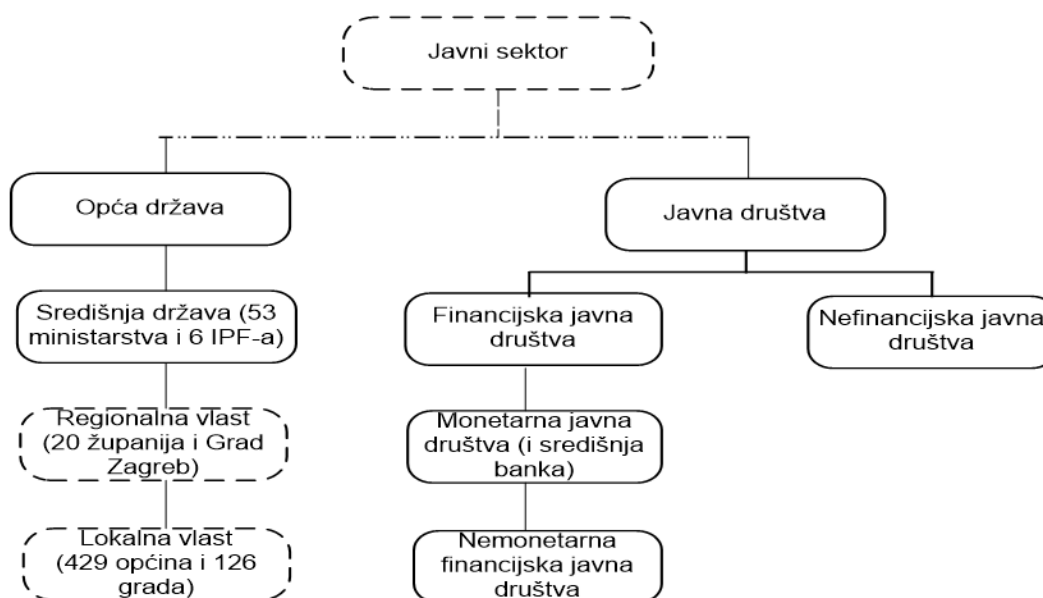 Javni sektor
Opća država
Javna društva
Središnja država (53
ministarstva i 6 IPF-a)
Financijska javna
društva
Nefinancijska javna
društva
Regionalna vlast
(20 županija i Grad
Zagreb)
Monetarna javna
društva (i središnja
banka)
Lokalna vlast
(429 općina i 126
grada)
Nemonetarna
financijska javna
društva